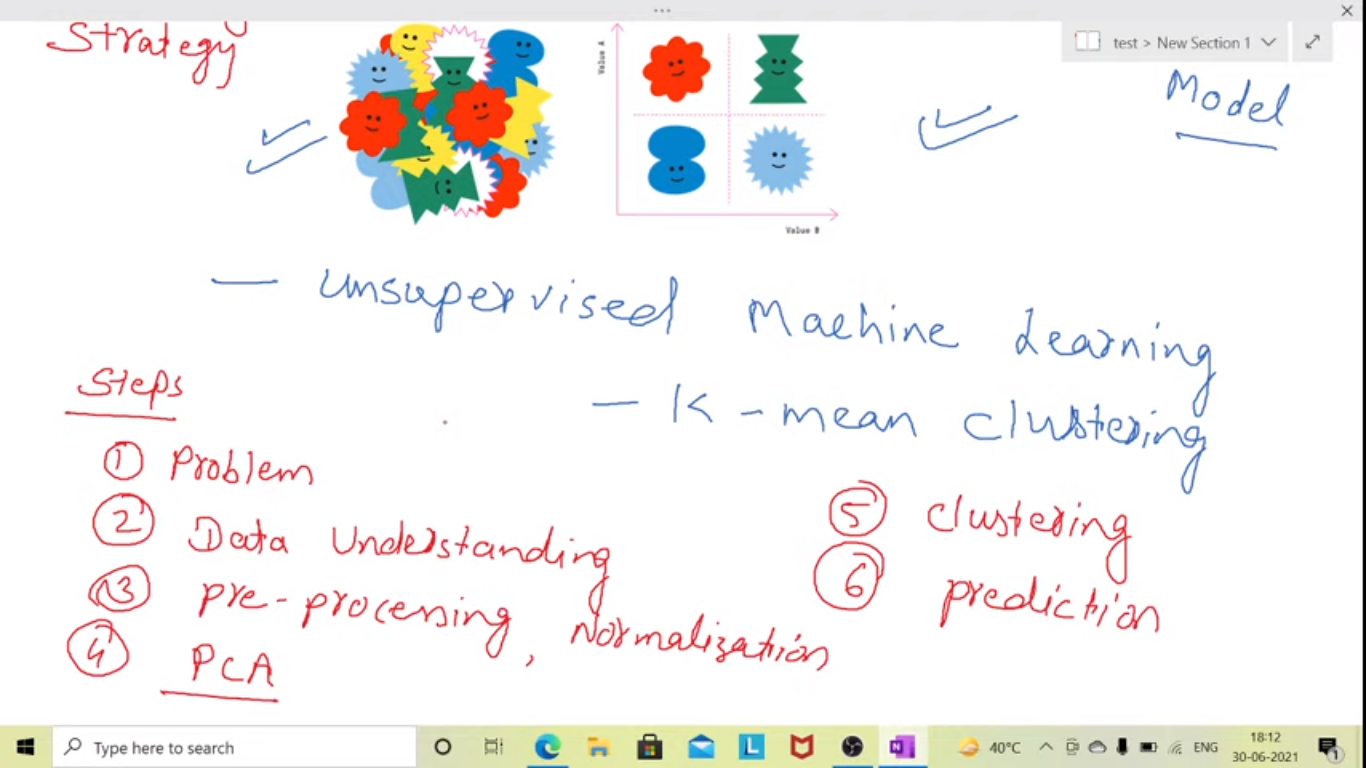 Strategy
test > New Section 1
Value A
Model
Value B
— Unsupervised Machine Learning
— K-mean clustering
Steps
① Problem
② Data Understanding
③ Pre-processing, Normalization
④ PCA
⑤ clustering
⑥ prediction
Type here to search
40°C
ENG
18:12
30-06-2021
1